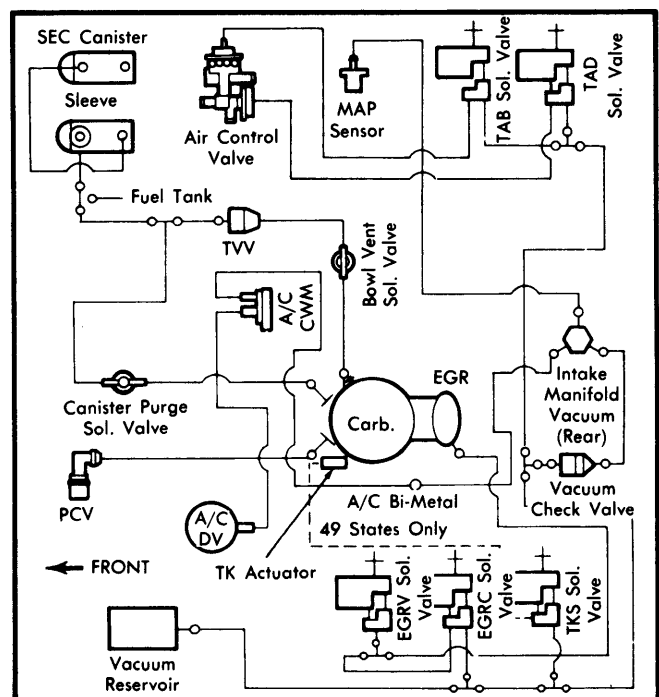 SEC Canister
Sleeve
Air Control
Valve
MAP
Sensor
TAB Sol. Valve
TAD
Sol. Valve
Fuel Tank
TVV
Bowl Vent
Sol. Valve
A/C
CWM
EGR
Intake
Manifold
Vacuum
(Rear)
Canister Purge
Sol. Valve
Carb.
PCV
A/C
DV
A/C Bi-Metal
49 States Only
Vacuum
Check Valve
TK Actuator
FRONT
EGRV Sol.
Valve
EGRC Sol.
Valve
TKS Sol.
Valve
Vacuum
Reservoir